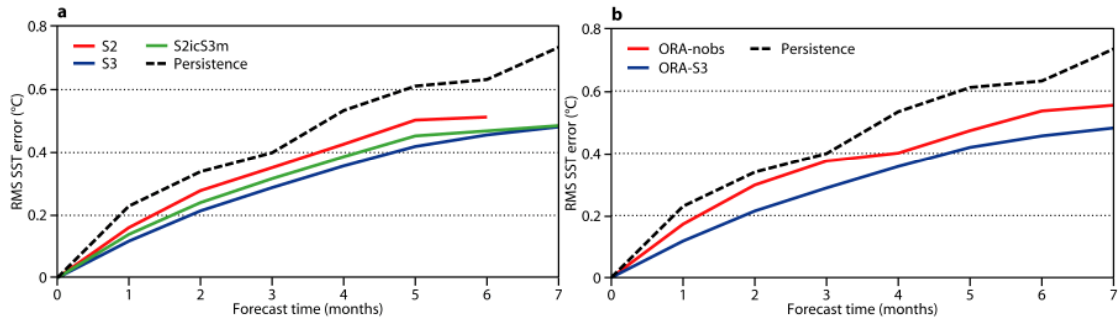 a
S2
S3
S2icS3m
Persistence
RMS SST error (°C)
0.8
0.6
0.4
0.2
0
0 1 2 3 4 5 6 7
Forecast time (months)
b
ORA-nobs
ORA-S3
Persistence
RMS SST error (°C)
0.8
0.6
0.4
0.2
0
0 1 2 3 4 5 6 7
Forecast time (months)